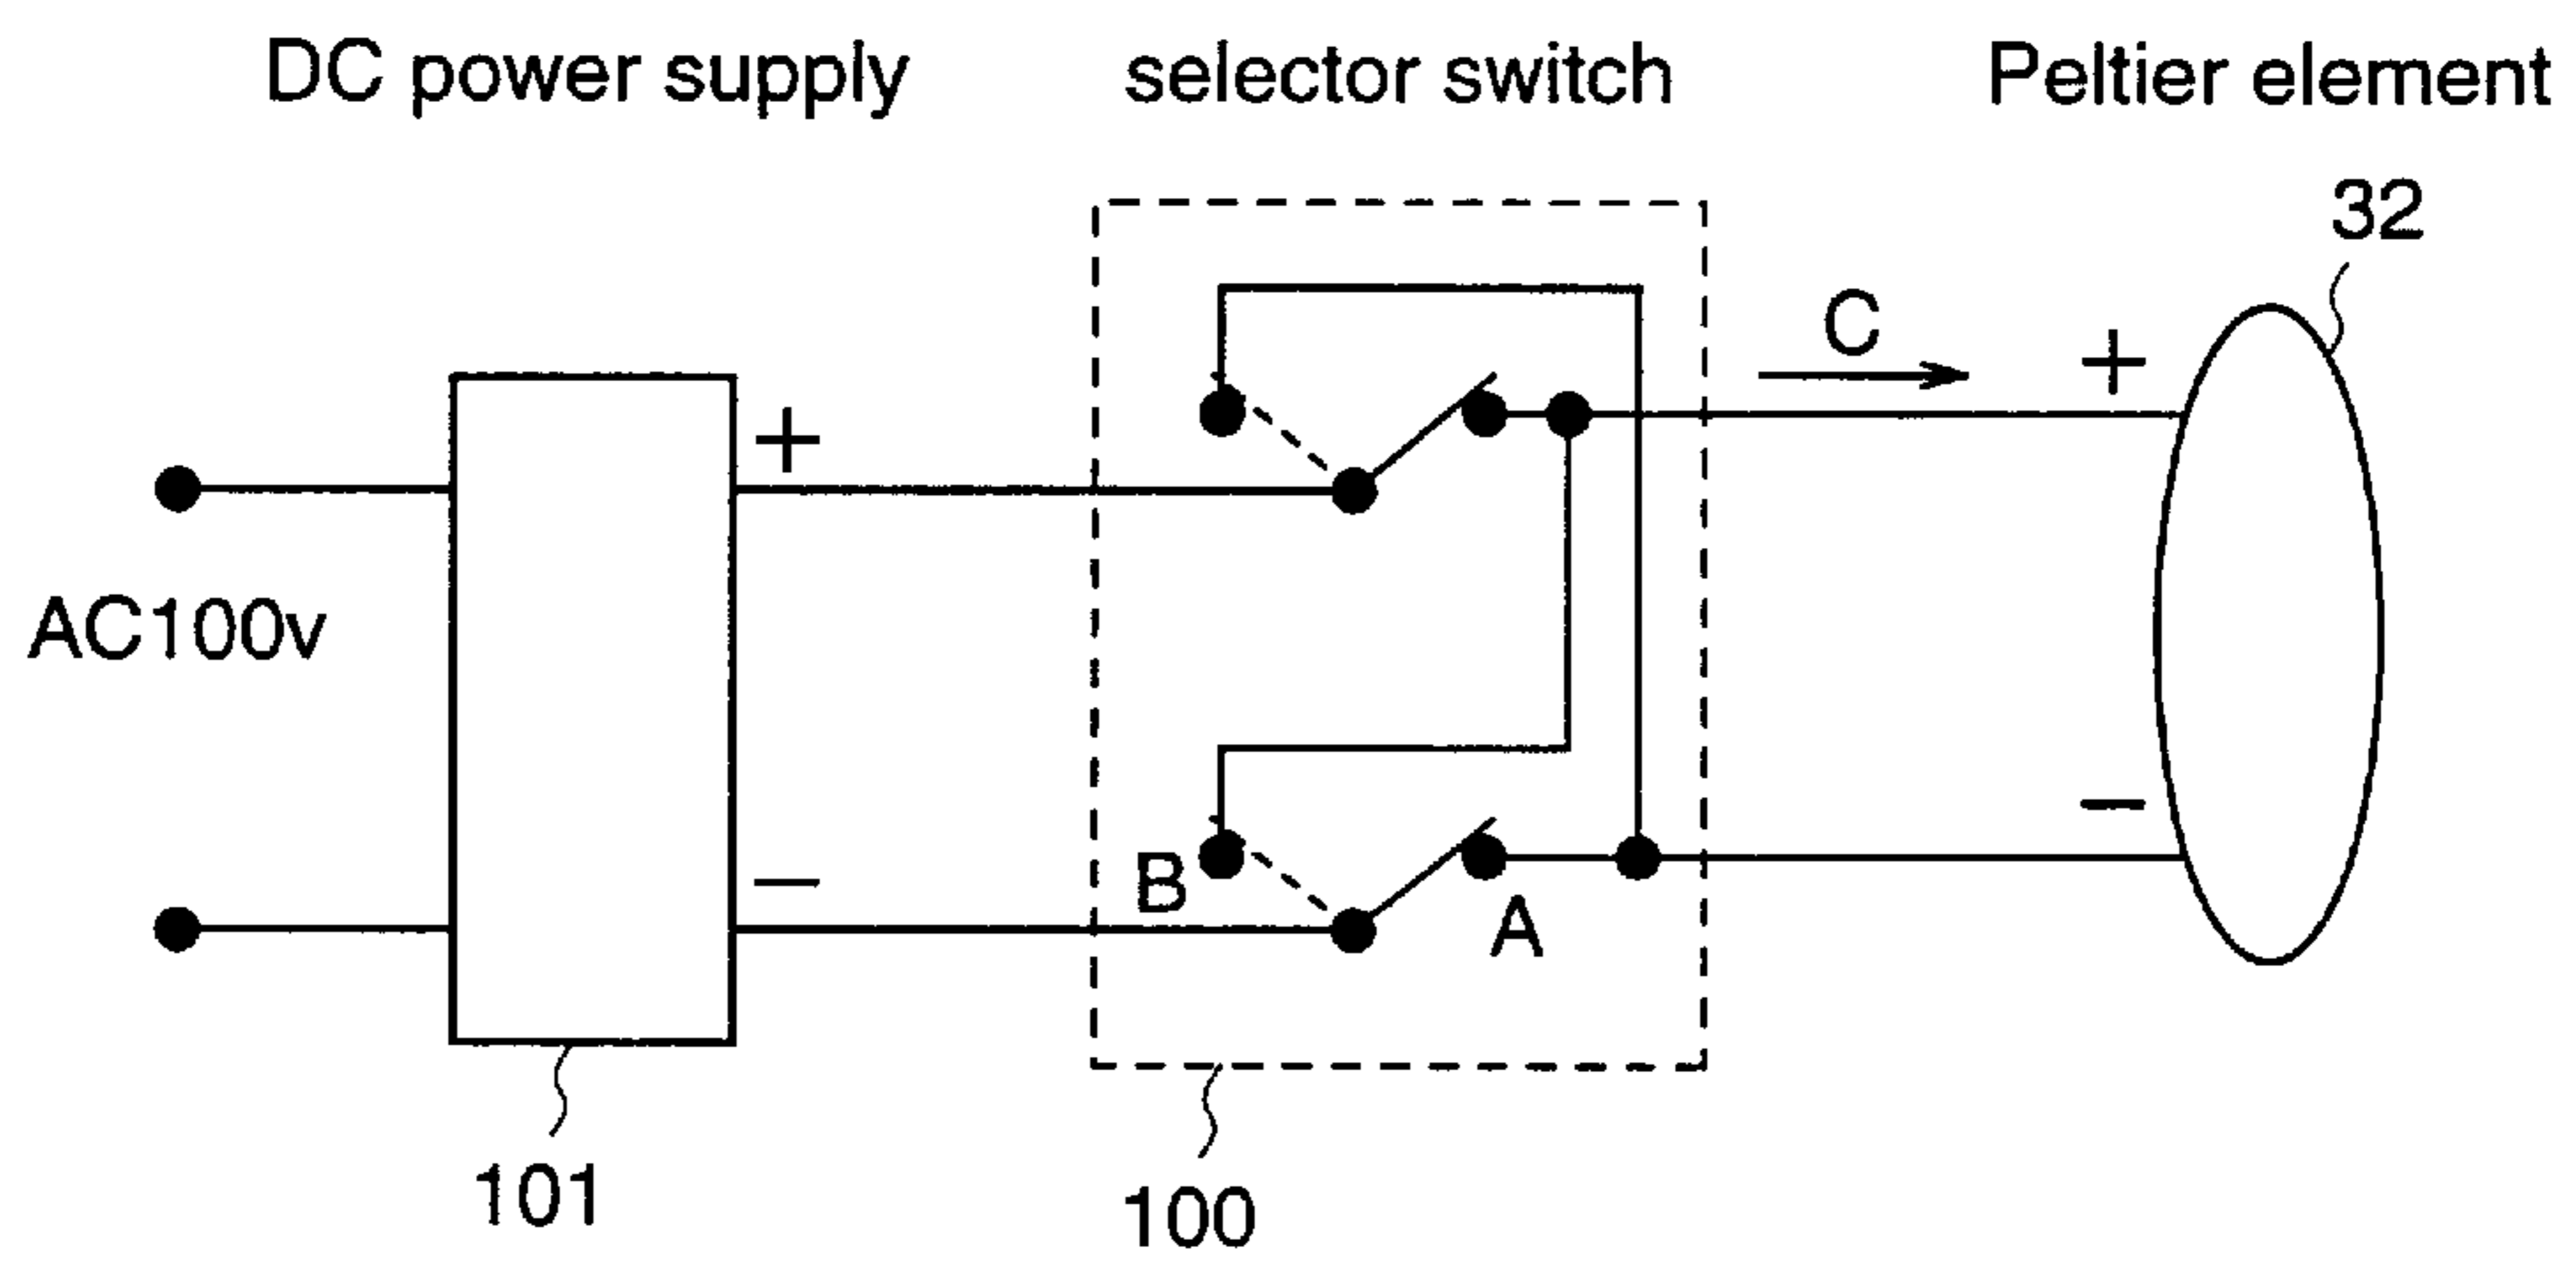 DC power supply
selector switch
Peltier element
32
C
+
+
AC100v
−
−
B
A
101
100